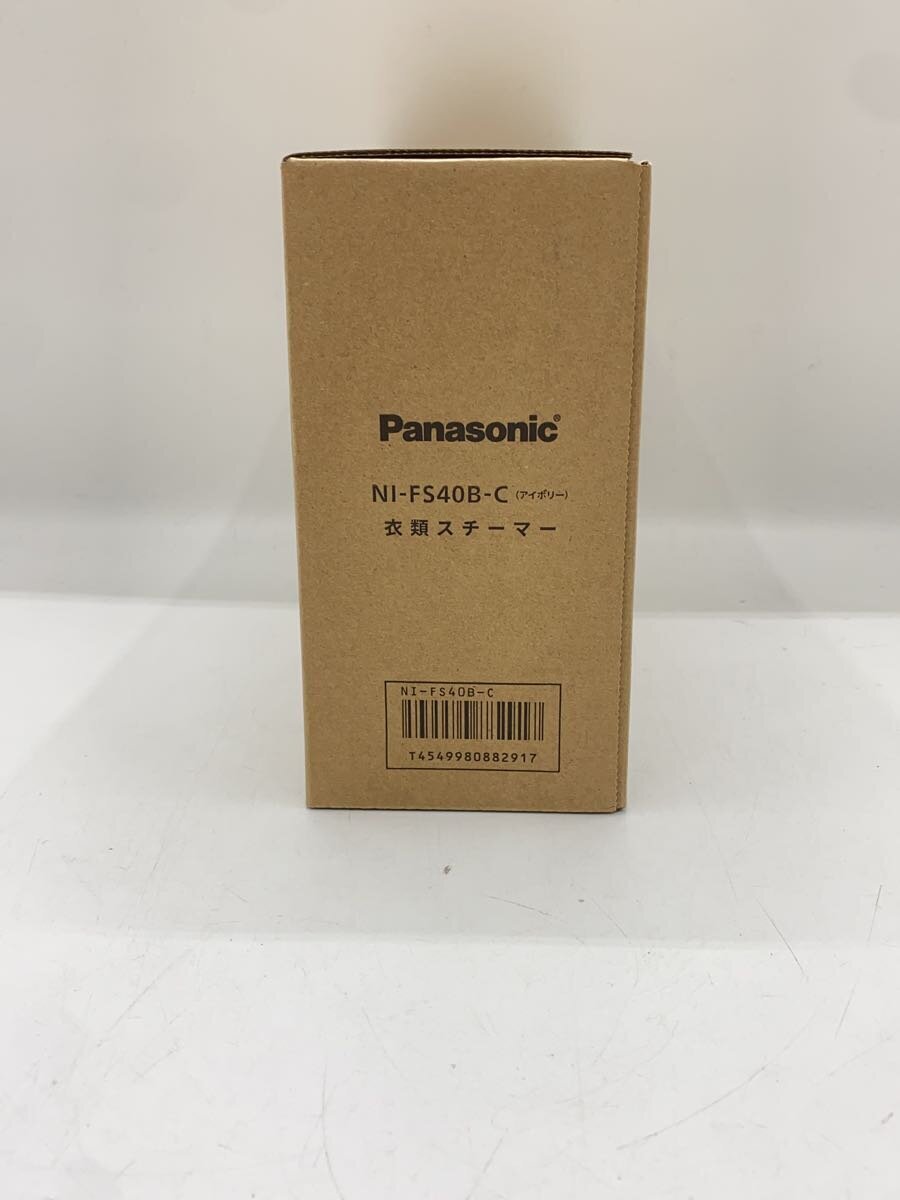 Panasonic®
NI-FS40B-C (アイボリー)
衣類スチーマー
NI-FS40B-C
T4549980882917